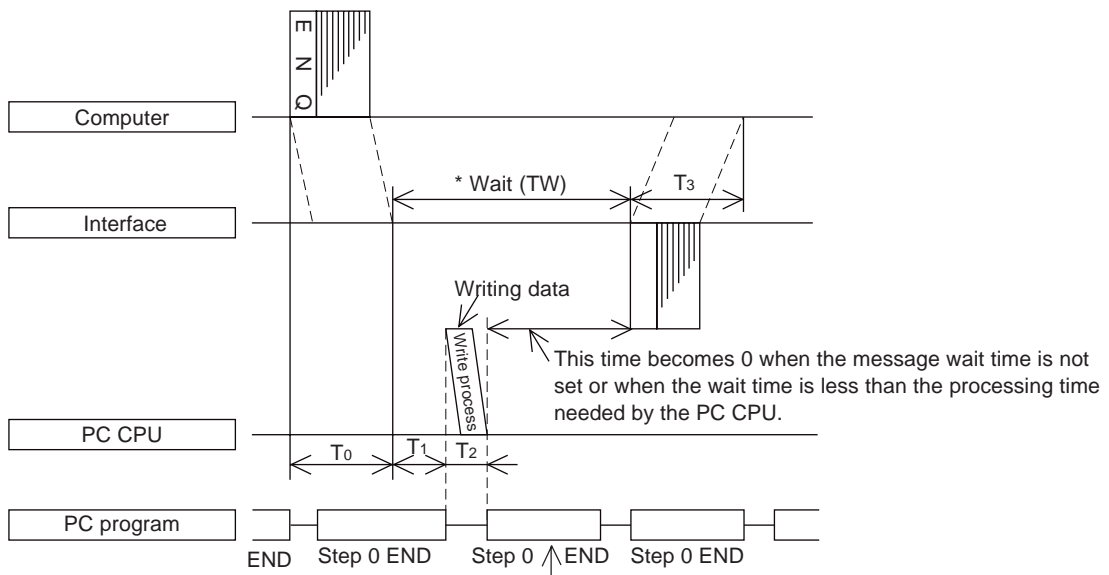 E N Q
Computer
* Wait (TW)
T3
Interface
Writing data
Write process
This time becomes 0 when the message wait time is not
set or when the wait time is less than the processing time
needed by the PC CPU.
PC CPU
T0
T1
T2
PC program
END
Step 0 END
Step 0
END
Step 0 END